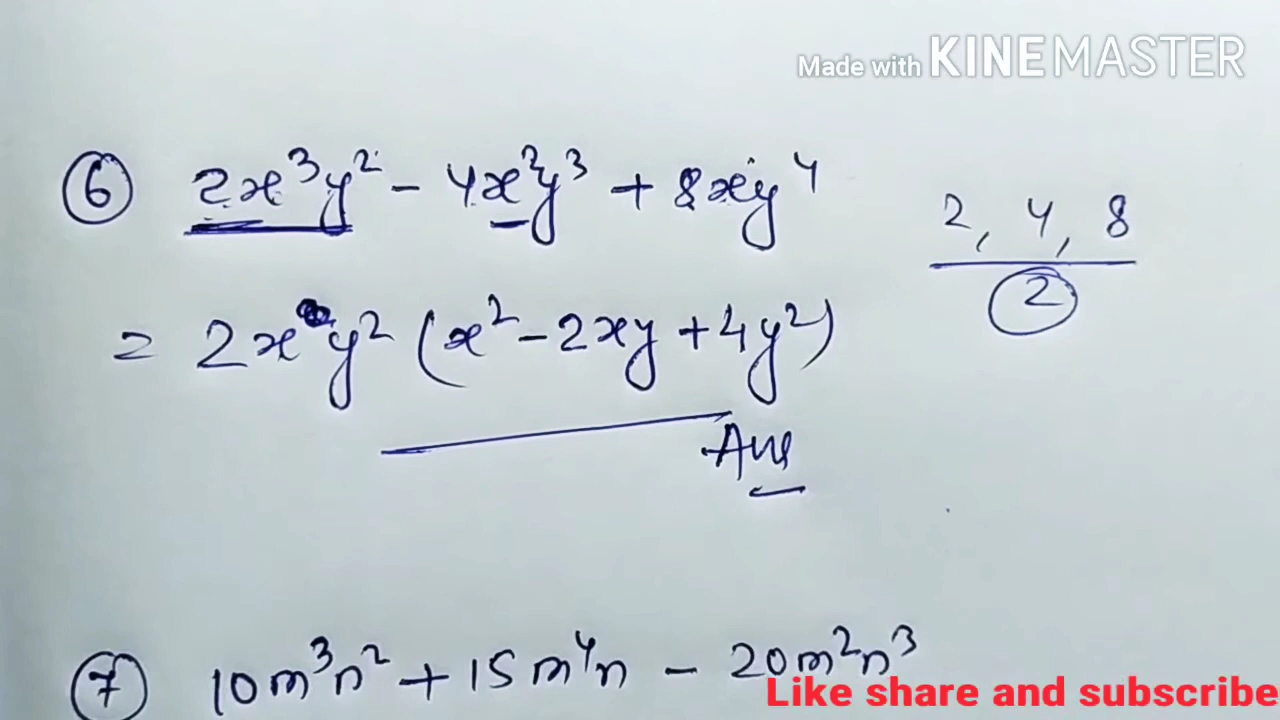 Made with KINEMASTER
⑥ 2x³y² - 4x²y³ + 8xy⁴
2, 4, 8
②
= 2xy² (x² - 2xy + 4y²)
Ans
⑦ 10m³n² + 15m⁴n - 20m²n³
Like share and subscribe